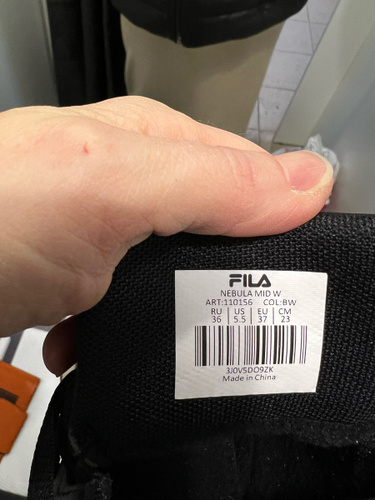 FILA
NEBULA MID W
ART:110156 COL:BW
RU US EU CM
36 5.5 37 23
3J0V5DO9ZK
Made in China